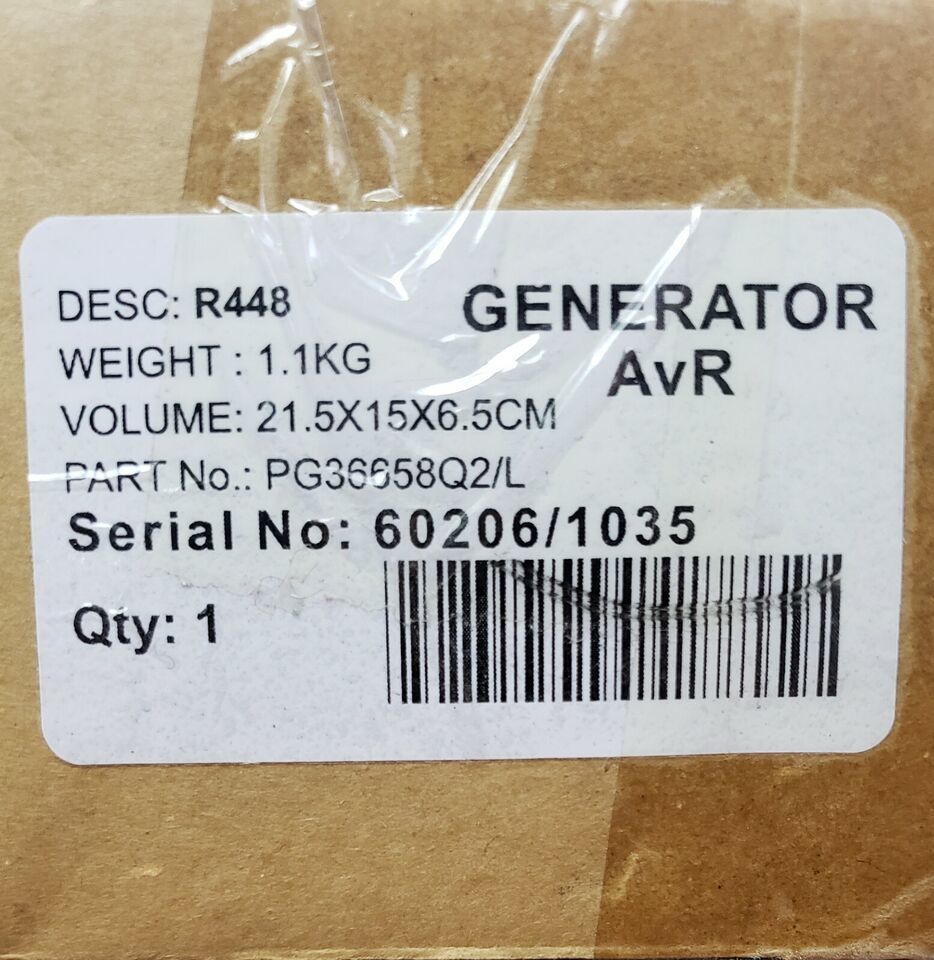 DESC: R448
GENERATOR
AvR
WEIGHT : 1.1KG
VOLUME: 21.5X15X6.5CM
PART No.: PG36658Q2/L
Serial No: 60206/1035
Qty: 1